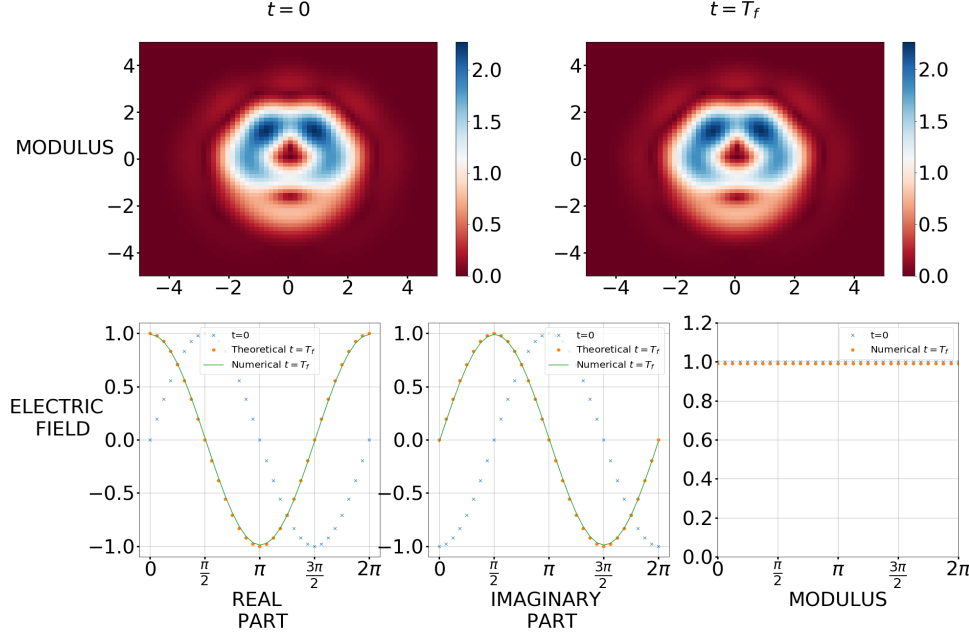 t = 0
t = T_f
MODULUS
4
2
0
−2
−4
−4
−2
0
2
4
2.0
1.5
1.0
0.5
0.0
4
2
0
−2
−4
−4
−2
0
2
4
2.0
1.5
1.0
0.5
0.0
ELECTRIC
FIELD
1.0
0.5
0.0
−0.5
−1.0
t=0
Theoretical t = T_f
Numerical t = T_f
0
π/2
π
3π/2
2π
REAL
PART
1.0
0.5
0.0
−0.5
−1.0
t=0
Theoretical t = T_f
Numerical t = T_f
0
π/2
π
3π/2
2π
IMAGINARY
PART
1.2
1.0
0.8
0.6
0.4
0.2
0.0
t=0
Numerical t = T_f
0
π/2
π
3π/2
2π
MODULUS